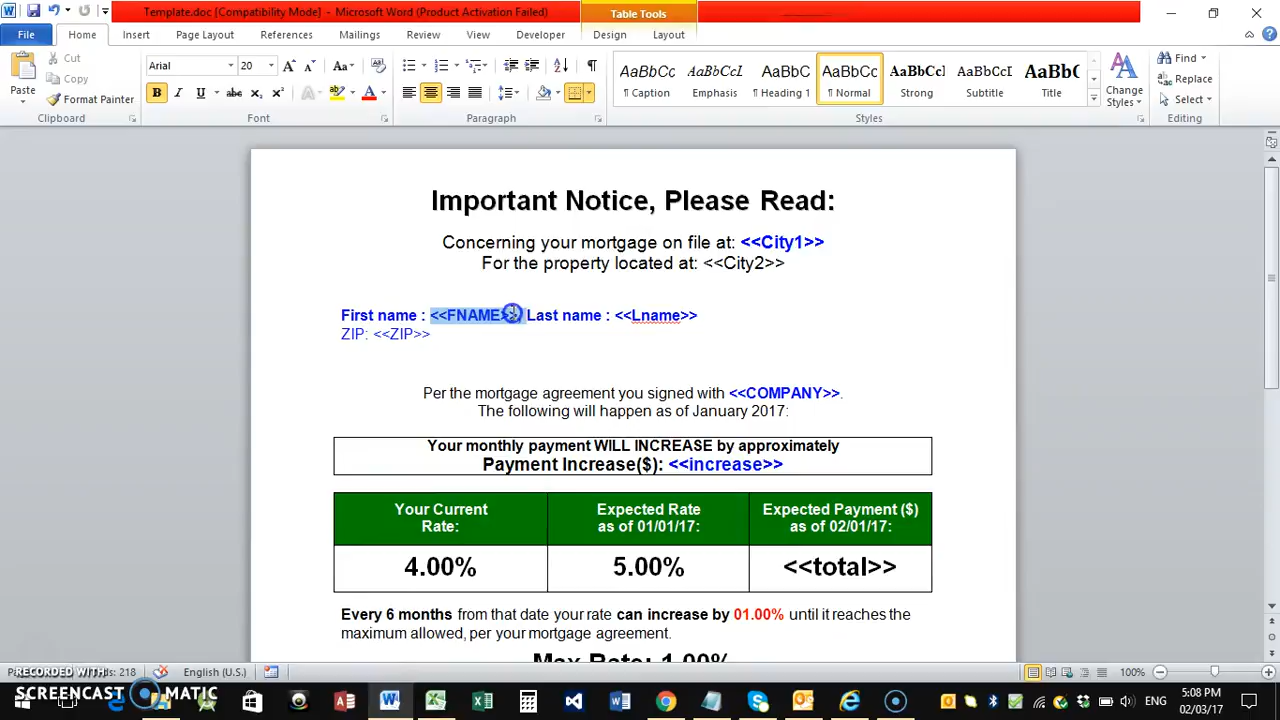 Template.doc [Compatibility Mode] - Microsoft Word (Product Activation Failed)
Table Tools
File Home Insert Page Layout References Mailings Review View Developer Design Layout
Paste
Cut
Copy
Format Painter
Clipboard
Arial 20
Font
Paragraph
AaBbCc AaBbCcL AaBbC AaBbCc AaBbCcl AaBbCcL AaBbC
¶ Caption Emphasis ¶ Heading 1 ¶ Normal Strong Subtitle Title
Change Styles
Styles
Find
Replace
Select
Editing
Important Notice, Please Read:
Concerning your mortgage on file at: <<City1>>
For the property located at: <<City2>>
First name : <<FNAME>> Last name : <<Lname>>
ZIP: <<ZIP>>
Per the mortgage agreement you signed with <<COMPANY>>.
The following will happen as of January 2017:
Your monthly payment WILL INCREASE by approximately
Payment Increase($): <<increase>>
Your Current Rate:
Expected Rate as of 01/01/17:
Expected Payment ($) as of 02/01/17:
4.00% 5.00% <<total>>
Every 6 months from that date your rate can increase by 01.00% until it reaches the
maximum allowed, per your mortgage agreement.
Max Rate: 1.00%
RECORDED WITH
218 English (U.S.) 100%
SCREENCAST MATIC
ENG 5:08 PM
02/03/17